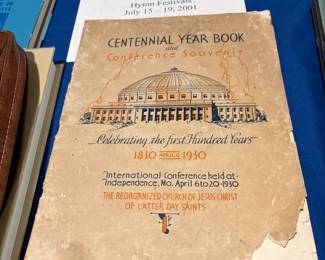 Hymn Festivals
July 15 – 19, 2001
CENTENNIAL YEAR BOOK
and
Conference Souvenir
Celebrating the first Hundred Years
1830 APRIL 6 1930
International Conference held at
Independence, Mo. April 6 to 20-1930
THE REORGANIZED CHURCH OF JESUS CHRIST
OF LATTER DAY SAINTS